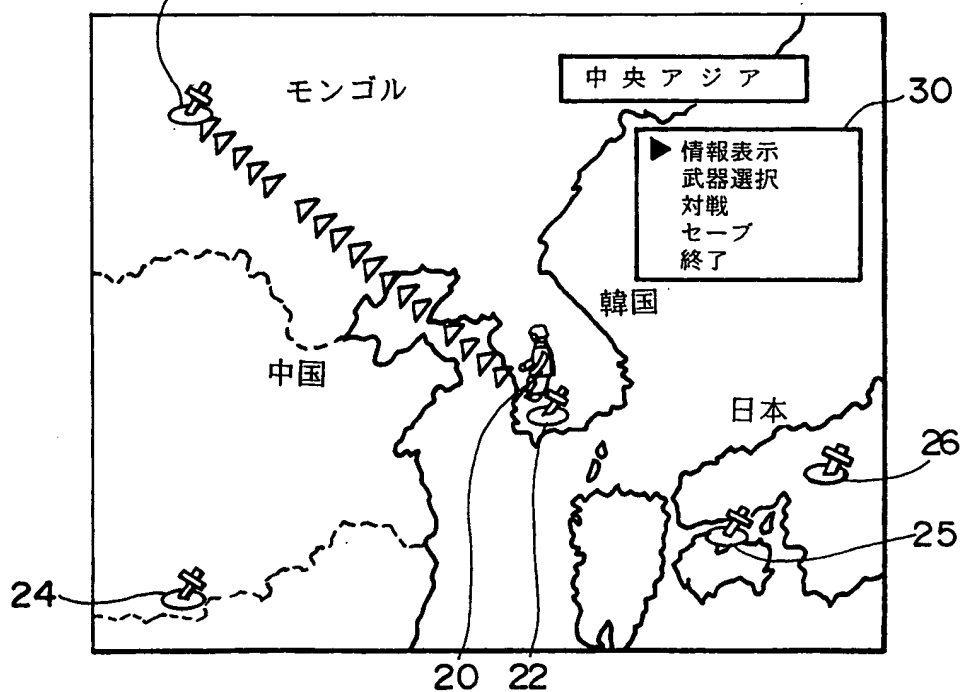 中央アジア
モンゴル
30
▶情報表示
武器選択
対戦
セーブ
終了
韓国
中国
日本
26
25
24
20 22